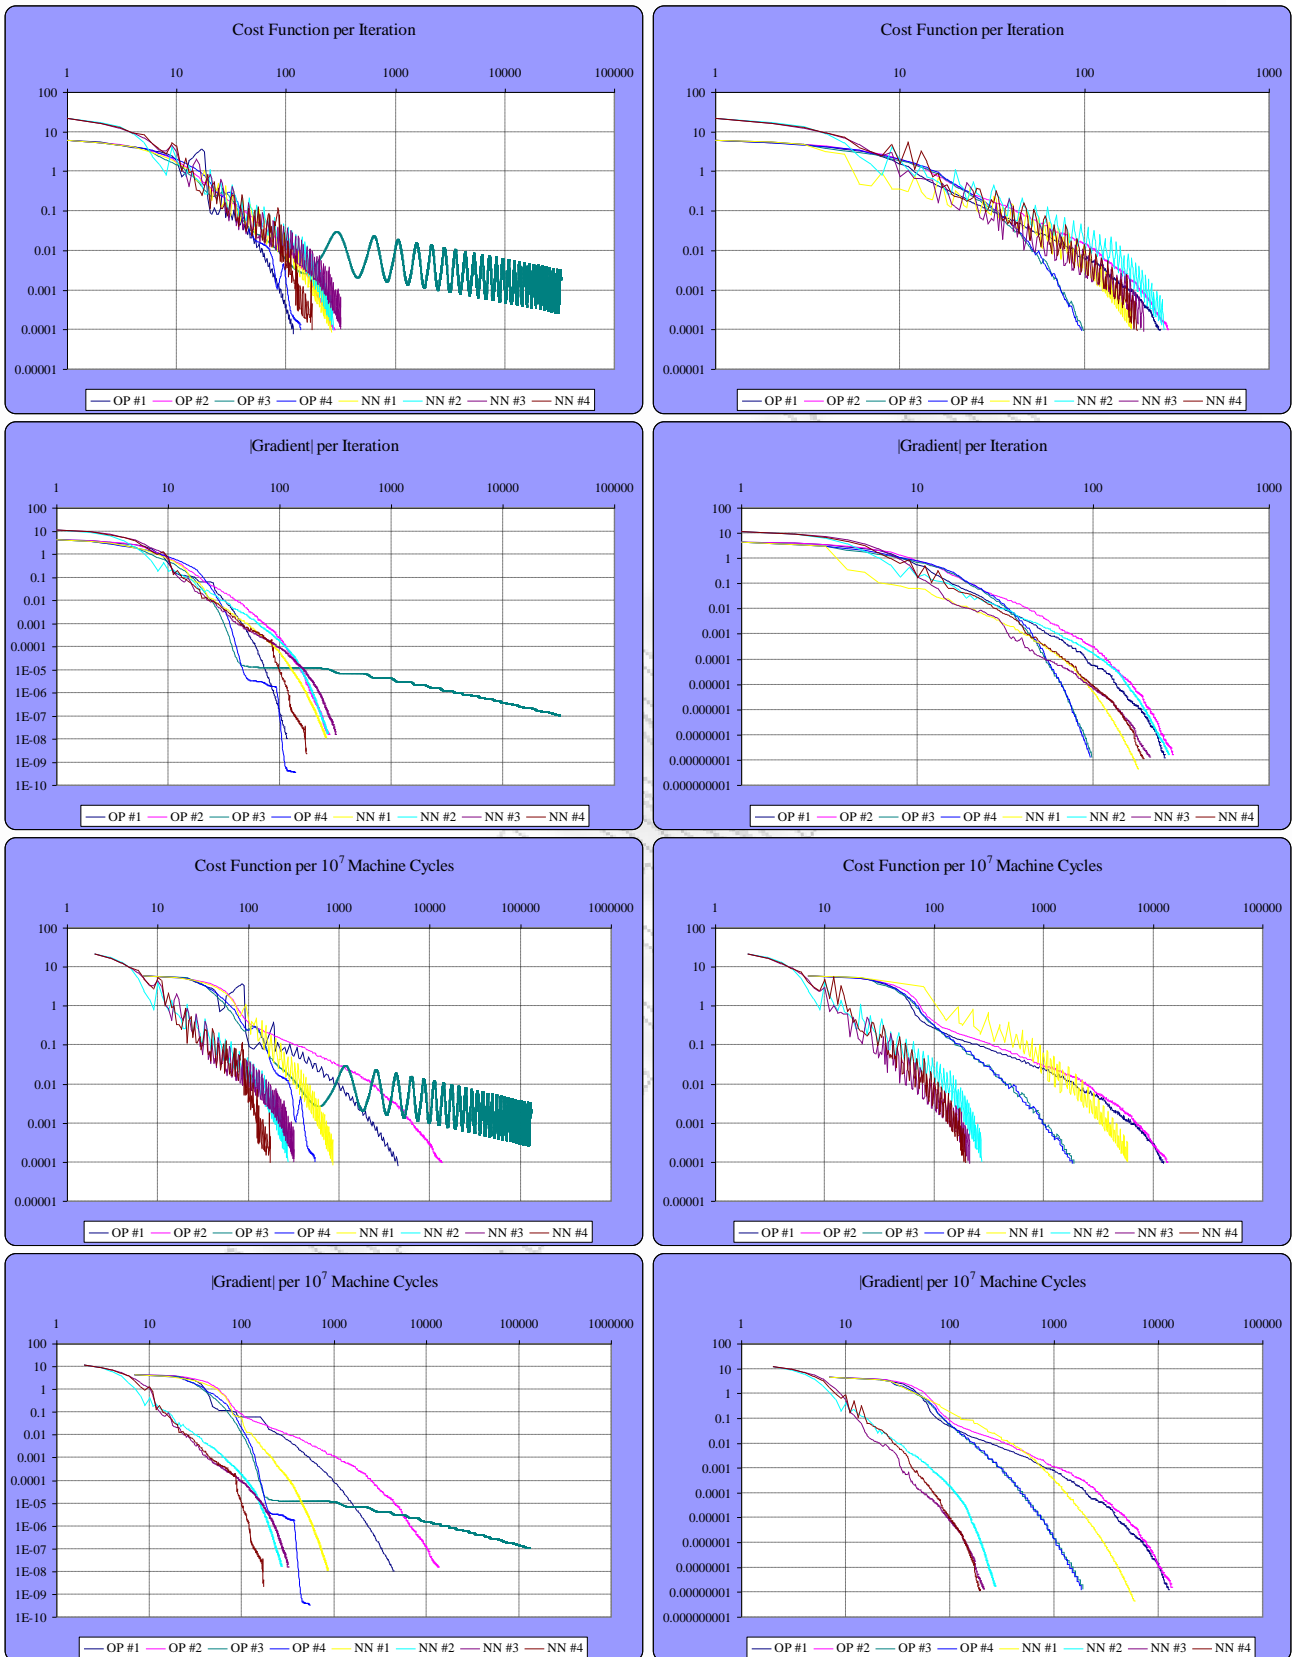 Cost Function per Iteration
1 10 100 1000 10000 100000
100
10
1
0.1
0.01
0.001
0.0001
0.00001
OP #1 OP #2 OP #3 OP #4 NN #1 NN #2 NN #3 NN #4
Cost Function per Iteration
1 10 100 1000
100
10
1
0.1
0.01
0.001
0.0001
0.00001
OP #1 OP #2 OP #3 OP #4 NN #1 NN #2 NN #3 NN #4
|Gradient| per Iteration
1 10 100 1000 10000 100000
100
10
1
0.1
0.01
0.001
0.0001
1E-05
1E-06
1E-07
1E-08
1E-09
1E-10
OP #1 OP #2 OP #3 OP #4 NN #1 NN #2 NN #3 NN #4
|Gradient| per Iteration
1 10 100 1000
100
10
1
0.1
0.01
0.001
0.0001
0.00001
0.000001
0.0000001
0.00000001
0.000000001
OP #1 OP #2 OP #3 OP #4 NN #1 NN #2 NN #3 NN #4
Cost Function per 10⁷ Machine Cycles
1 10 100 1000 10000 100000 1000000
100
10
1
0.1
0.01
0.001
0.0001
0.00001
OP #1 OP #2 OP #3 OP #4 NN #1 NN #2 NN #3 NN #4
Cost Function per 10⁷ Machine Cycles
1 10 100 1000 10000 100000
100
10
1
0.1
0.01
0.001
0.0001
0.00001
OP #1 OP #2 OP #3 OP #4 NN #1 NN #2 NN #3 NN #4
|Gradient| per 10⁷ Machine Cycles
1 10 100 1000 10000 100000 1000000
100
10
1
0.1
0.01
0.001
0.0001
1E-05
1E-06
1E-07
1E-08
1E-09
1E-10
OP #1 OP #2 OP #3 OP #4 NN #1 NN #2 NN #3 NN #4
|Gradient| per 10⁷ Machine Cycles
1 10 100 1000 10000 100000
100
10
1
0.1
0.01
0.001
0.0001
0.00001
0.000001
0.0000001
0.00000001
0.000000001
OP #1 OP #2 OP #3 OP #4 NN #1 NN #2 NN #3 NN #4